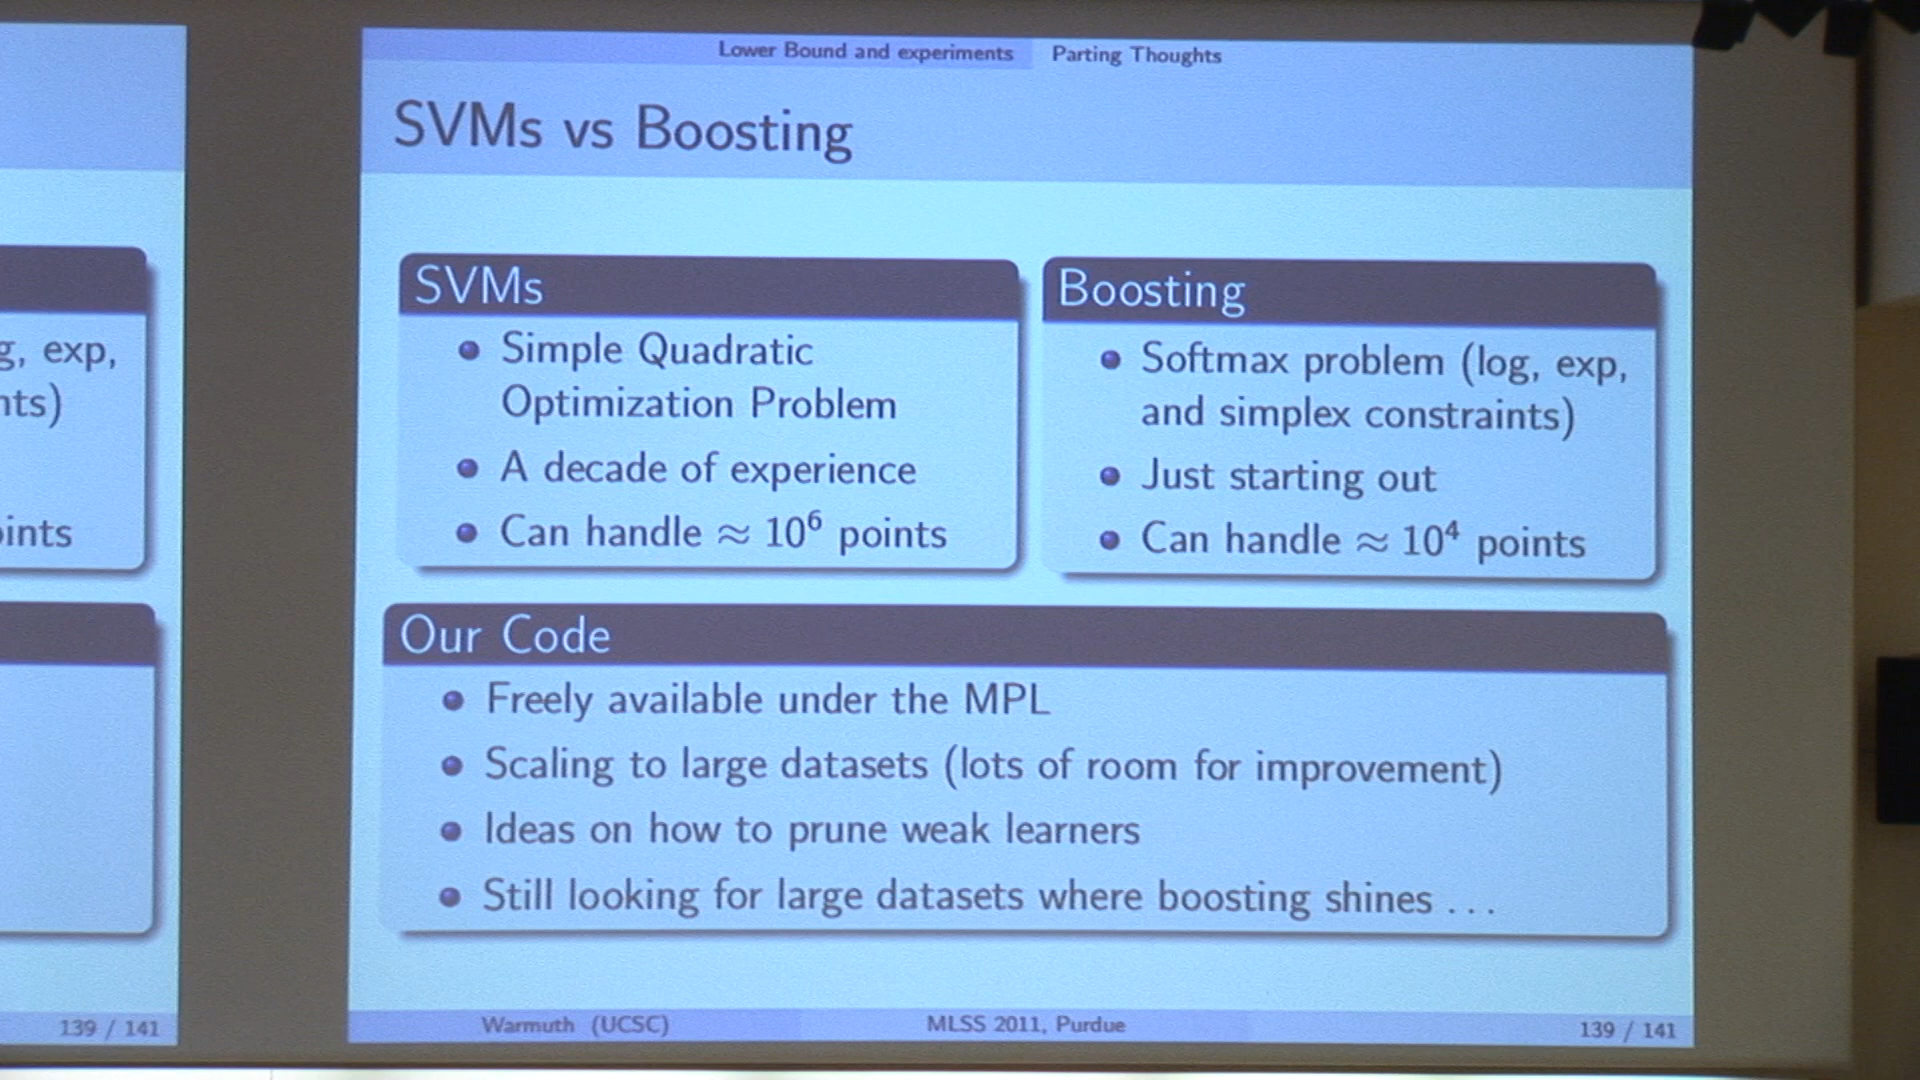 Lower Bound and experiments Parting Thoughts
SVMs vs Boosting
SVMs
Simple Quadratic
Optimization Problem
A decade of experience
Can handle ≈ 10⁶ points
Boosting
Softmax problem (log, exp,
and simplex constraints)
Just starting out
Can handle ≈ 10⁴ points
Our Code
Freely available under the MPL
Scaling to large datasets (lots of room for improvement)
Ideas on how to prune weak learners
Still looking for large datasets where boosting shines . . .
Warmuth (UCSC) MLSS 2011, Purdue 139 / 141
g, exp,
nts)
oints
139 / 141